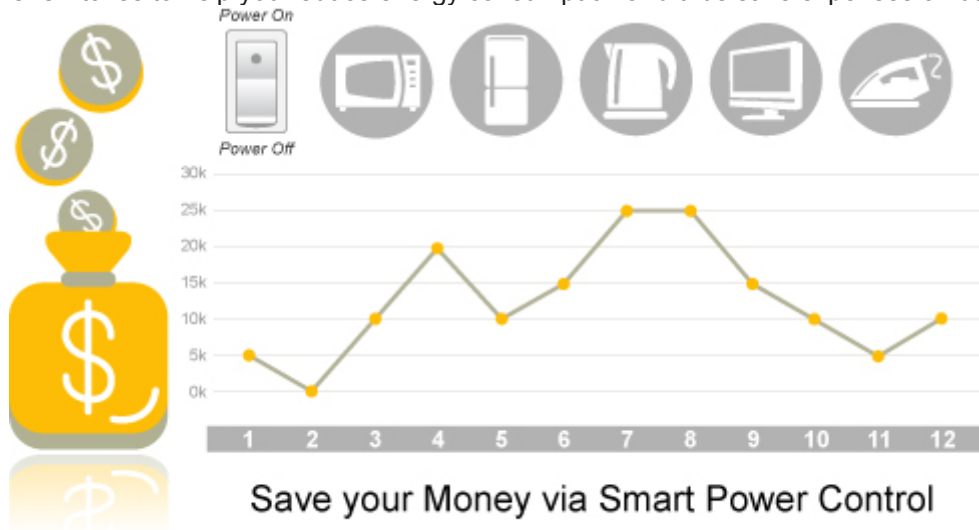 Power On
Power Off
30k
25k
20k
15k
10k
5k
0k
1 2 3 4 5 6 7 8 9 10 11 12
Save your Money via Smart Power Control
$
$
$
$